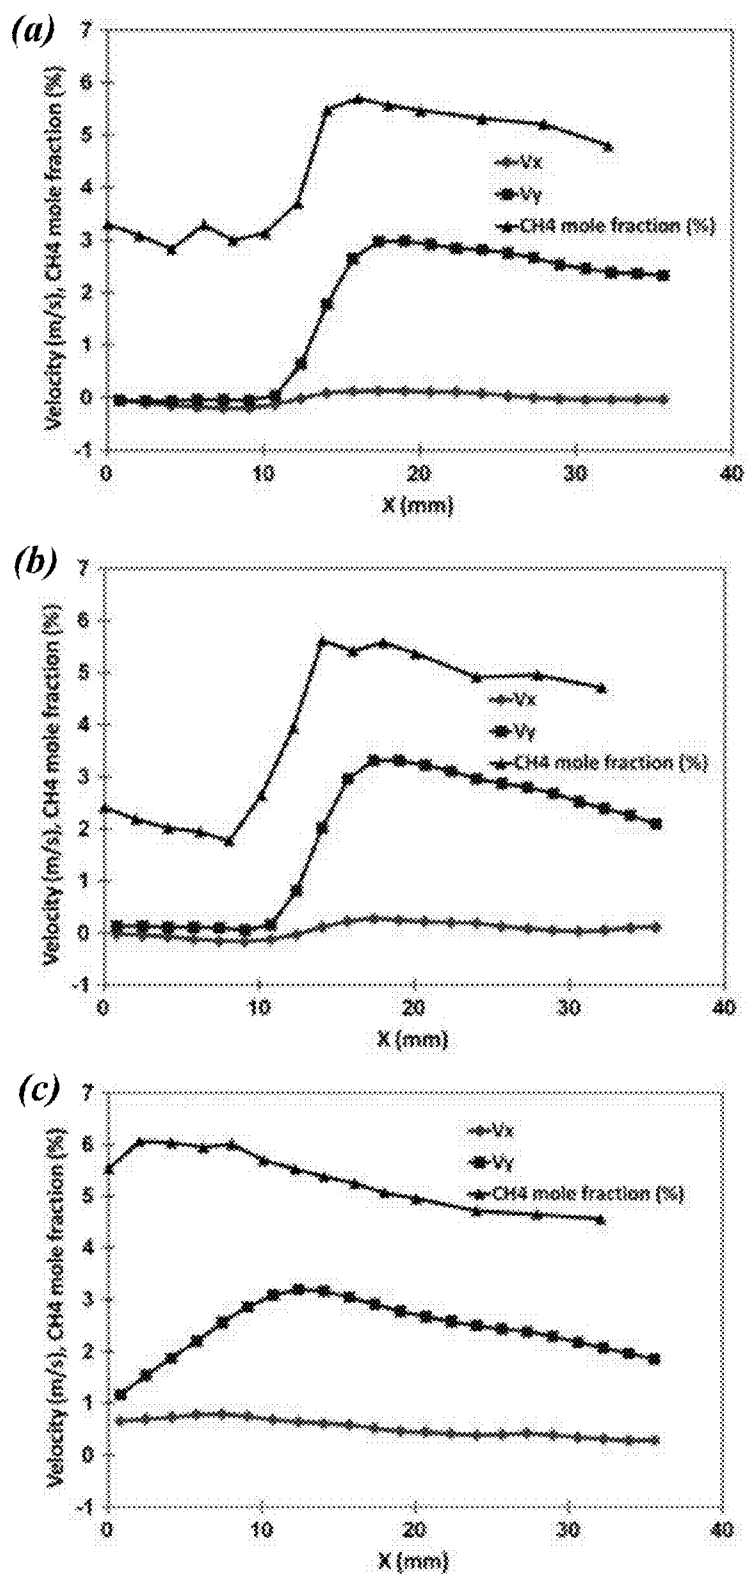 (a)
7
6
5
4
3
2
1
0
-1
Velocity (m/s), CH4 mole fraction (%)
Vx
Vy
CH4 mole fraction (%)
0 10 20 30 40
X (mm)
(b)
7
6
5
4
3
2
1
0
-1
Velocity (m/s), CH4 mole fraction (%)
Vx
Vy
CH4 mole fraction (%)
0 10 20 30 40
X (mm)
(c)
7
6
5
4
3
2
1
0
-1
Velocity (m/s), CH4 mole fraction (%)
Vx
Vy
CH4 mole fraction (%)
0 10 20 30 40
X (mm)